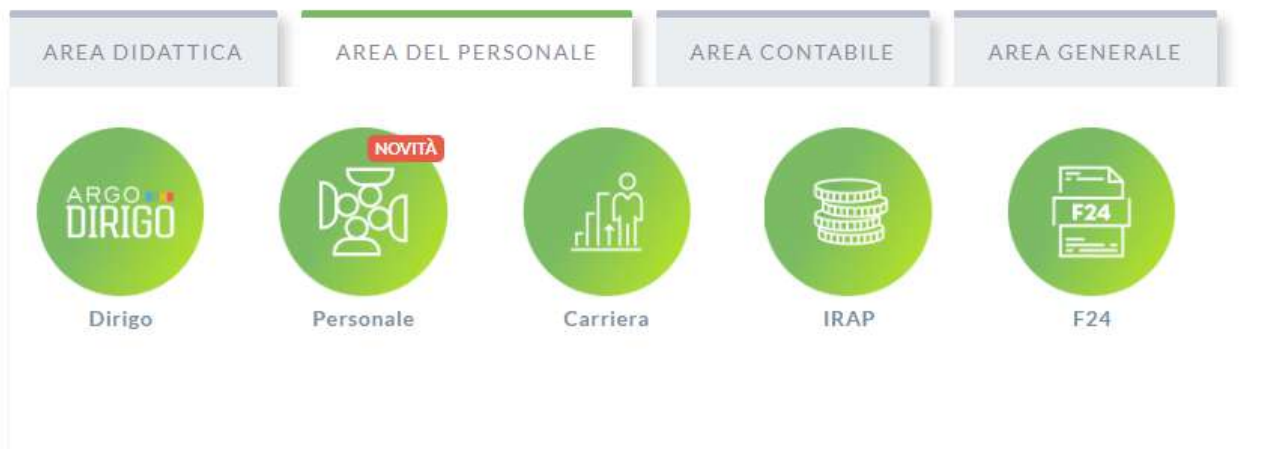 AREA DIDATTICA
AREA DEL PERSONALE
AREA CONTABILE
AREA GENERALE
NOVITÀ
ARGO
DIRIGO
F24
Dirigo
Personale
Carriera
IRAP
F24